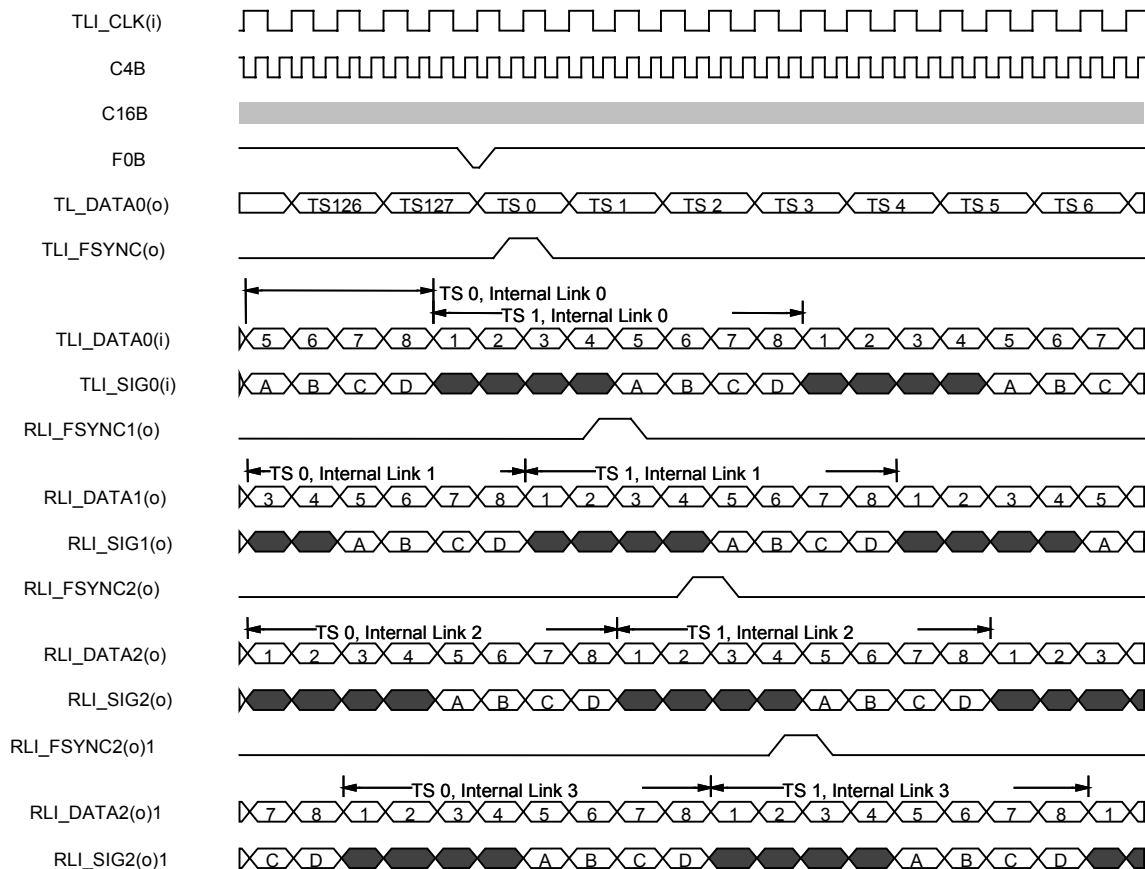 TLI_CLK(i)
C4B
C16B
F0B
TL_DATA0(o) TS126 TS127 TS 0 TS 1 TS 2 TS 3 TS 4 TS 5 TS 6
TLI_FSYNC(o)
TS 0, Internal Link 0
TS 1, Internal Link 0
TLI_DATA0(i) 5 6 7 8 1 2 3 4 5 6 7 8 1 2 3 4 5 6 7
TLI_SIG0(i) A B C D A B C D A B C
RLI_FSYNC1(o)
TS 0, Internal Link 1 TS 1, Internal Link 1
RLI_DATA1(o) 3 4 5 6 7 8 1 2 3 4 5 6 7 8 1 2 3 4 5
RLI_SIG1(o) A B C D A B C D A
RLI_FSYNC2(o)
TS 0, Internal Link 2 TS 1, Internal Link 2
RLI_DATA2(o) 1 2 3 4 5 6 7 8 1 2 3 4 5 6 7 8 1 2 3
RLI_SIG2(o) A B C D A B C D
RLI_FSYNC2(o)1
TS 0, Internal Link 3 TS 1, Internal Link 3
RLI_DATA2(o)1 7 8 1 2 3 4 5 6 7 8 1 2 3 4 5 6 7 8 1
RLI_SIG2(o)1 C D A B C D A B C D